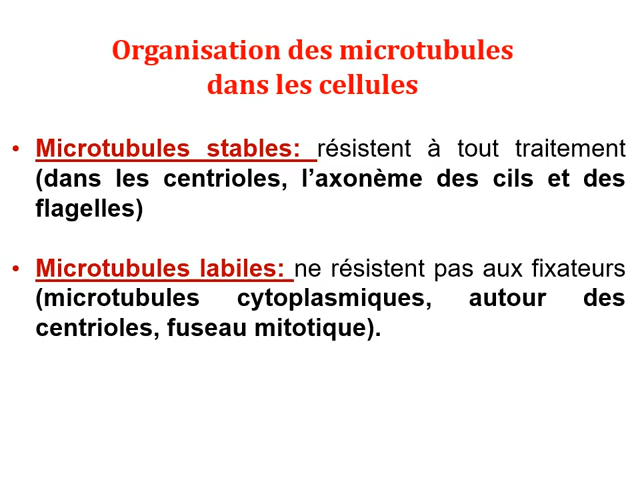 Organisation des microtubules
dans les cellules
• Microtubules stables: résistent à tout traitement
(dans les centrioles, l’axonème des cils et des
flagelles)
• Microtubules labiles: ne résistent pas aux fixateurs
(microtubules cytoplasmiques, autour des
centrioles, fuseau mitotique).